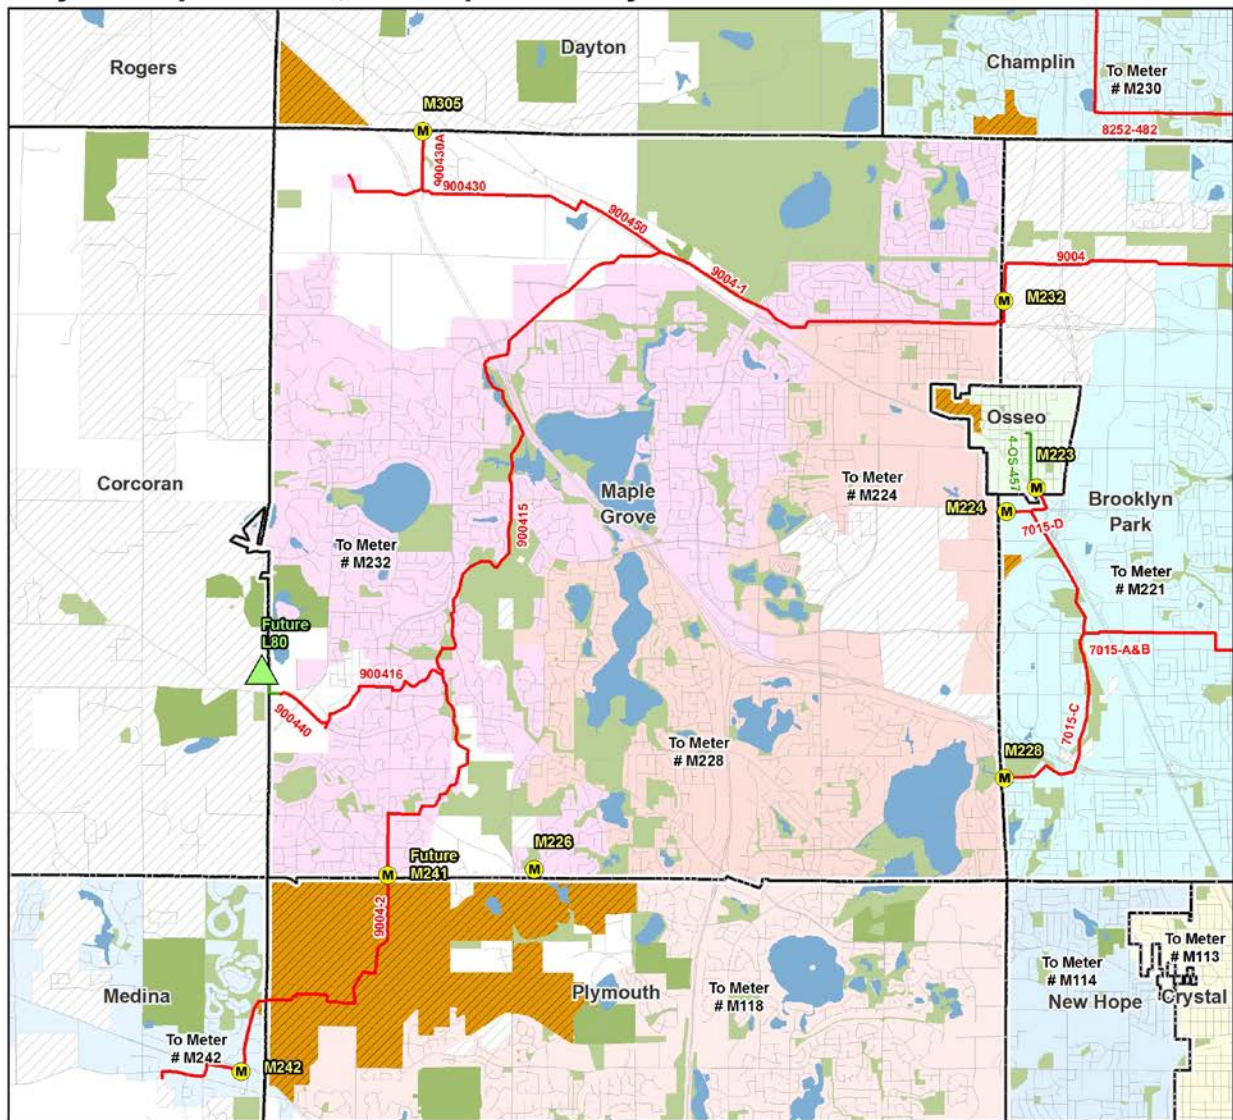 Rogers
Dayton
Champlin
To Meter
# M230
M305
M
8252-482
900430A
900430
900450
9004-1
9004
M
M232
Osseo
4-OS-457
M223
M
Corcoran
Maple
Grove
To Meter
# M224
M224
M
7015-D
Brooklyn
Park
To Meter
# M232
900415
To Meter
# M221
Future
L80
900416
900440
7015-A&B
7015-C
To Meter
# M228
M228
M
Future
M241
M
M226
M
9004-2
Medina
Plymouth
To Meter
# M118
To Meter
# M114
To Meter
# M113
New Hope
Crystal
To Meter
# M242
M
M242